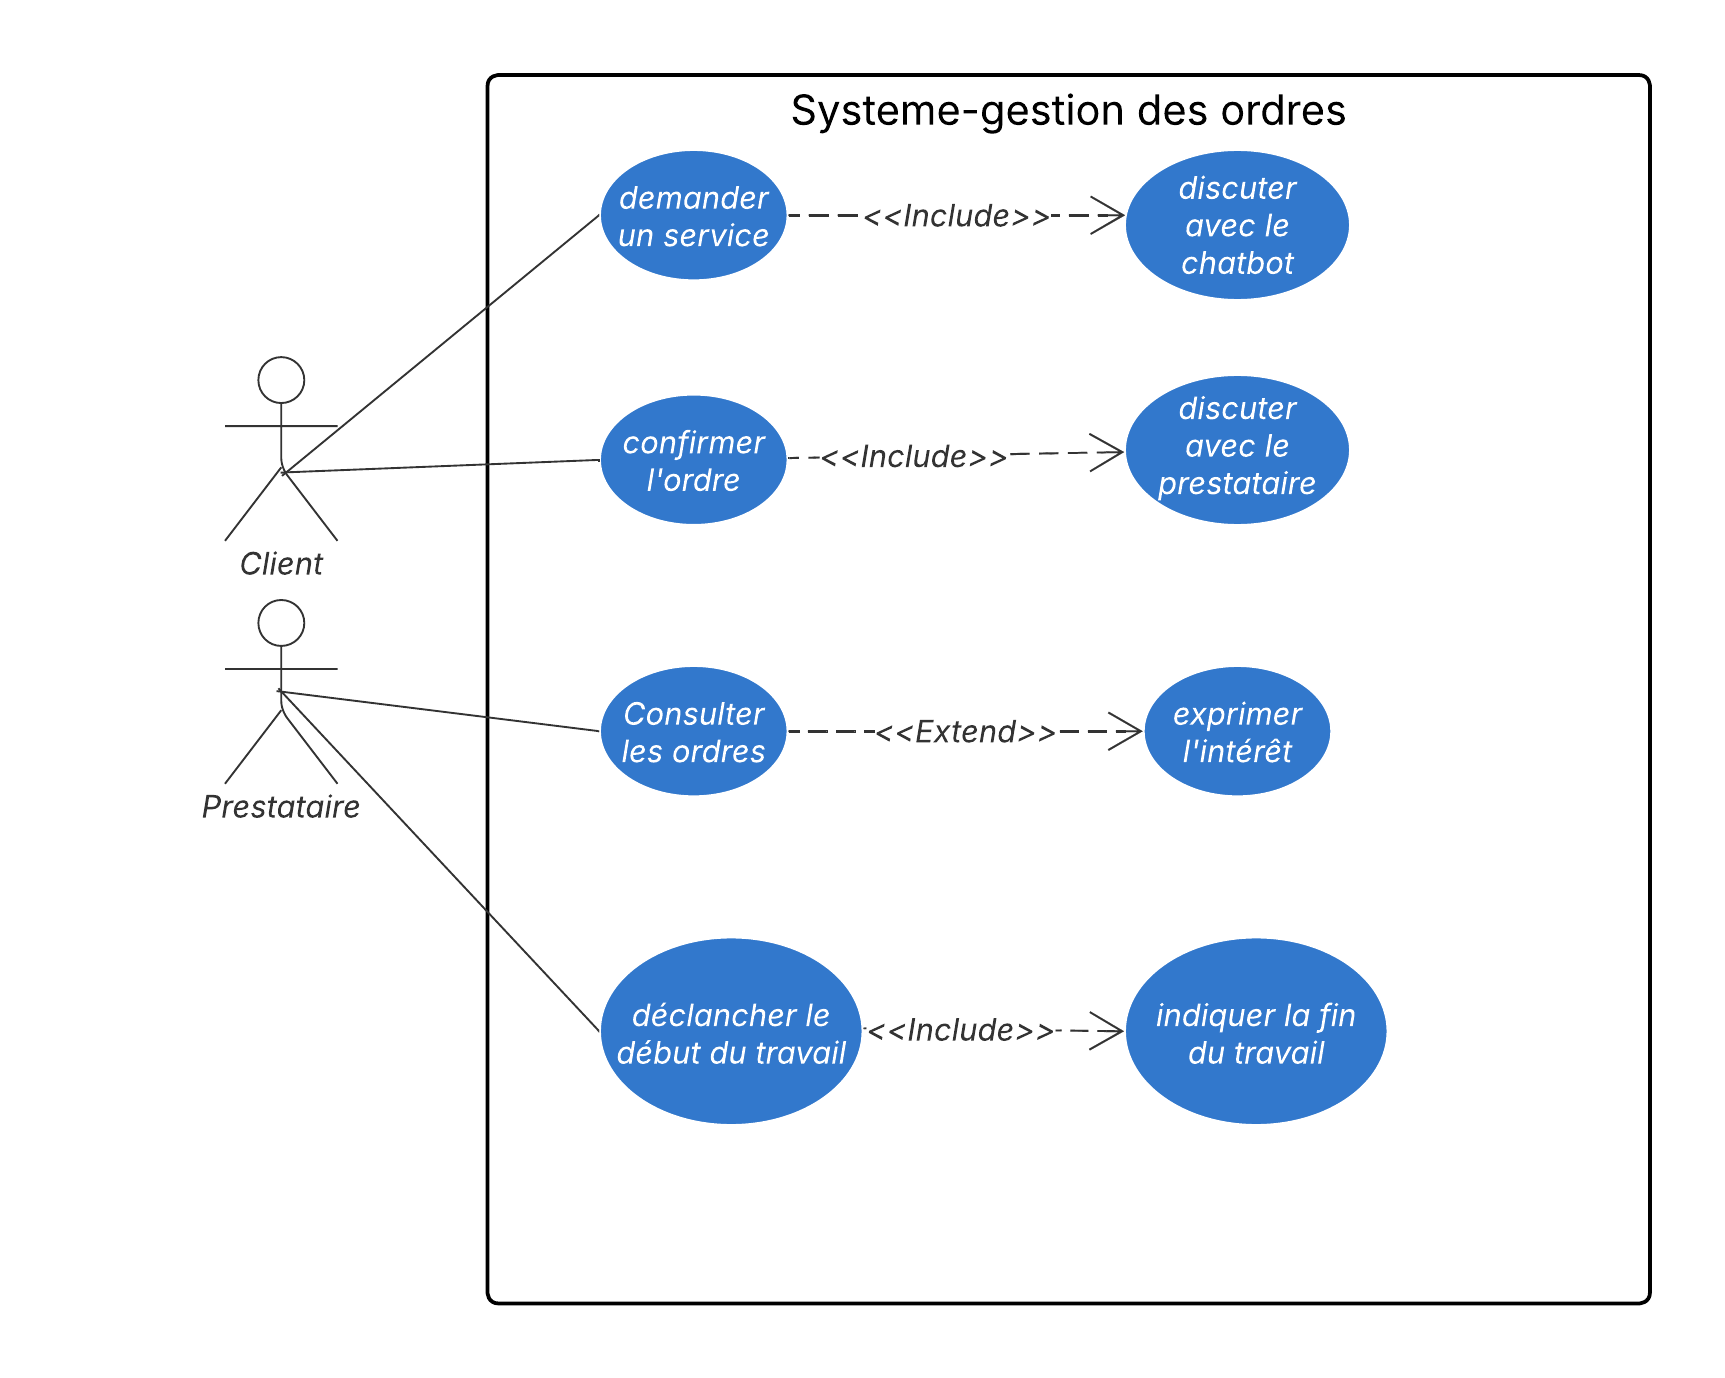 Systeme-gestion des ordres
demander
un service
<<Include>>
discuter
avec le
chatbot
Client
confirmer
l'ordre
<<Include>>
discuter
avec le
prestataire
Prestataire
Consulter
les ordres
<<Extend>>
exprimer
l'intérêt
déclancher le
début du travail
<<Include>>
indiquer la fin
du travail